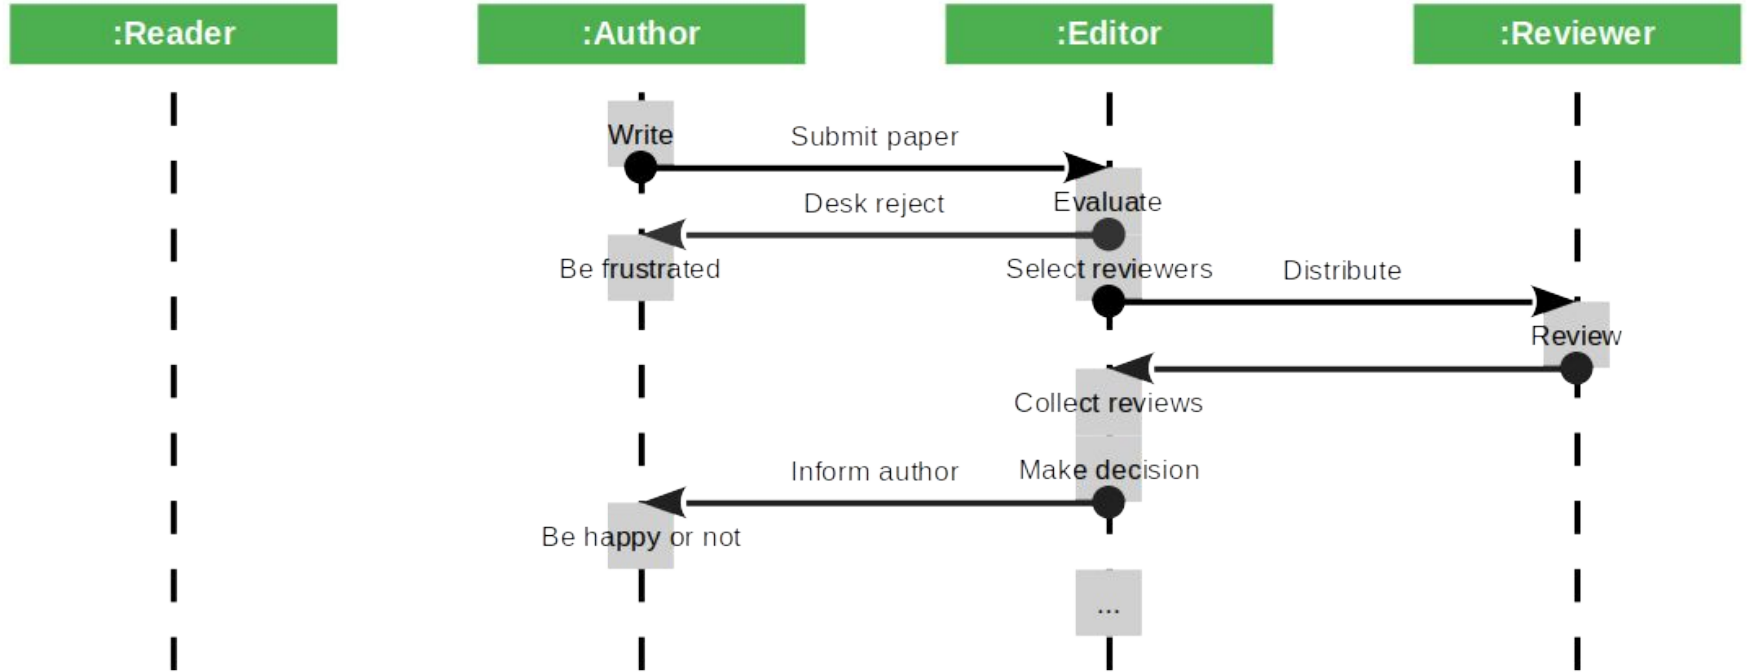 :Reader
:Author
:Editor
:Reviewer
Write
Submit paper
Desk reject
Evaluate
Be frustrated
Select reviewers
Distribute
Review
Collect reviews
Inform author
Make decision
Be happy or not
...